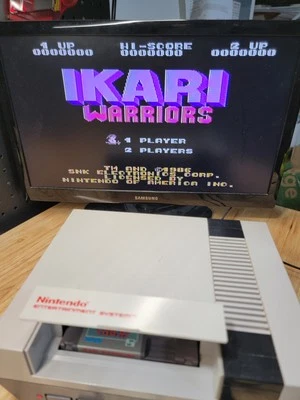 1 UP HI-SCORE 2 UP
0000000 0000000 0000000
IKARI
WARRIORS
1 PLAYER
2 PLAYERS
TM AND ©1986
SNK ELECTRONICS CORP.
LICENSED BY
NINTENDO OF AMERICA INC.
SAMSUNG
Nintendo
ENTERTAINMENT SYSTEM